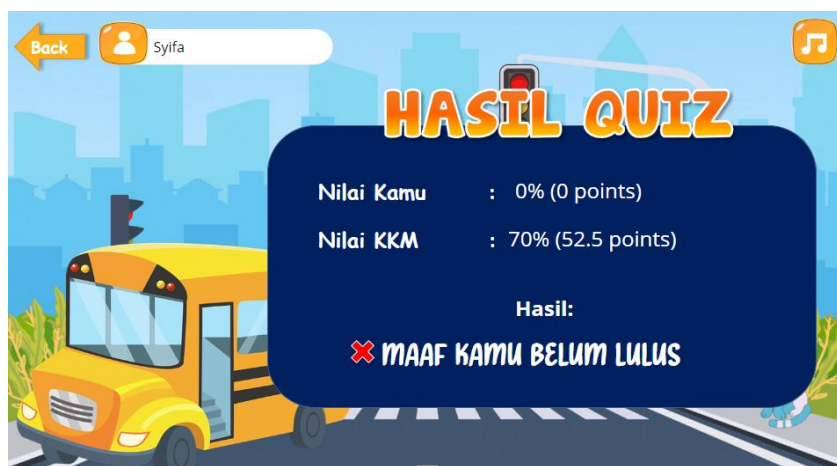 Back
Syifa
HASIL QUIZ
Nilai Kamu : 0% (0 points)
Nilai KKM : 70% (52.5 points)
Hasil:
MAAF KAMU BELUM LULUS